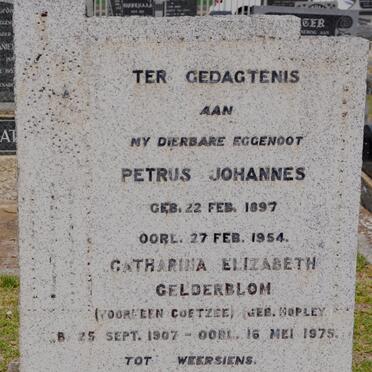 TER GEDAGTENIS
AAN
MY DIERBARE EGGENOOT
PETRUS JOHANNES
GEB. 22 FEB. 1897
OORL. 27 FEB. 1954.
CATHARINA ELIZABETH
GELDERBLOM
(VOORHEEN COETZEE) (GEB. HOPLEY
B. 25 SEPT. 1907 - OORL. 16 MEI 1975.
TOT WEERSIENS.